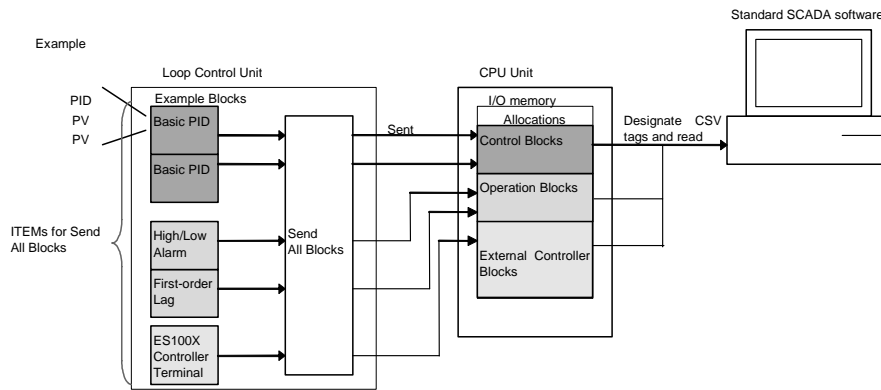 Standard SCADA software
Example
Loop Control Unit
CPU Unit
Example Blocks
I/O memory
Allocations
PID
PV
PV
Basic PID
Basic PID
Sent
Designate CSV
tags and read
Control Blocks
Operation Blocks
ITEMs for Send
All Blocks
High/Low
Alarm
Send
All Blocks
External Controller
Blocks
First-order
Lag
ES100X
Controller
Terminal